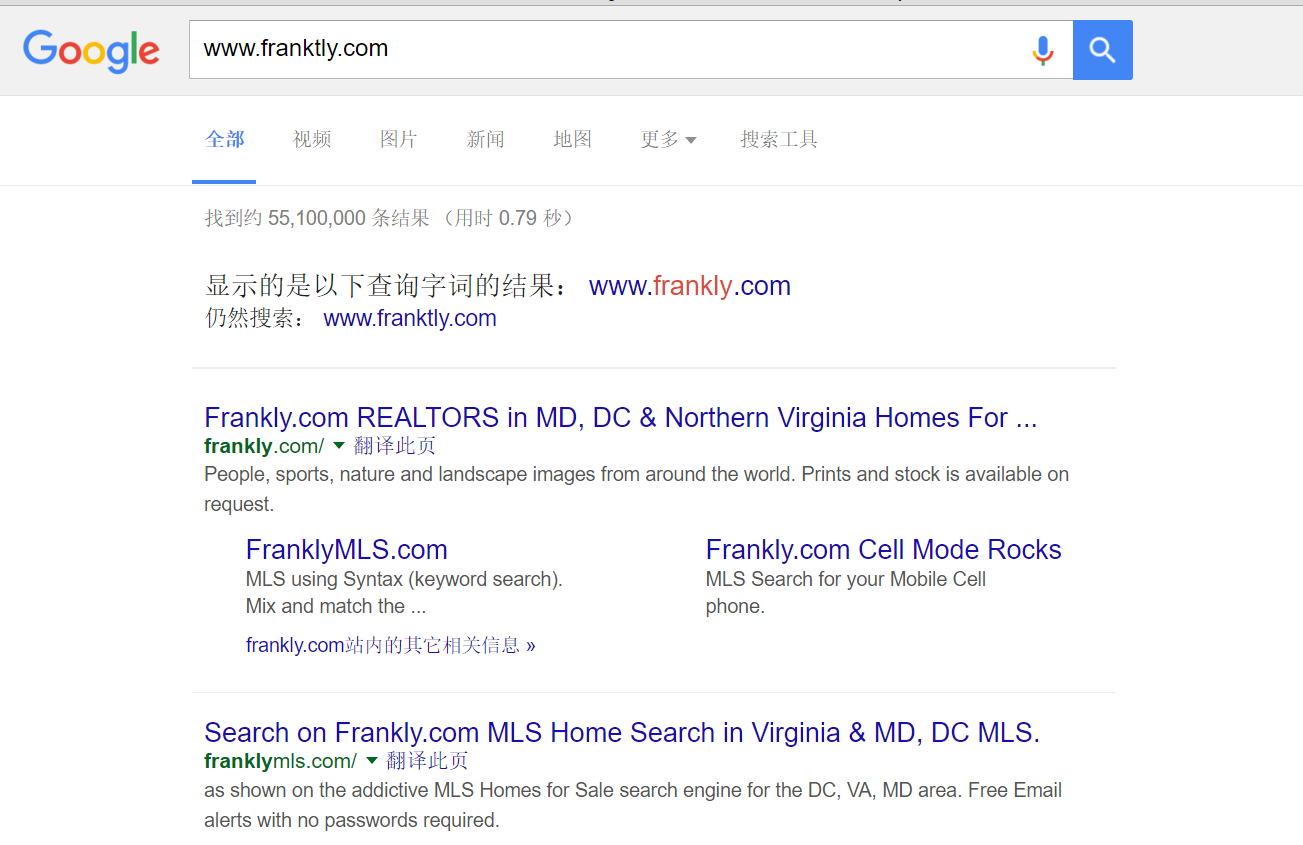 Google
www.franktly.com
全部 视频 图片 新闻 地图 更多 搜索工具
找到约 55,100,000 条结果 （用时 0.79 秒）
显示的是以下查询字词的结果： www.frankly.com
仍然搜索： www.franktly.com
Frankly.com REALTORS in MD, DC & Northern Virginia Homes For ...
frankly.com/ 翻译此页
People, sports, nature and landscape images from around the world. Prints and stock is available on
request.
FranklyMLS.com
MLS using Syntax (keyword search).
Mix and match the ...
Frankly.com Cell Mode Rocks
MLS Search for your Mobile Cell
phone.
frankly.com站内的其它相关信息 »
Search on Frankly.com MLS Home Search in Virginia & MD, DC MLS.
franklymls.com/ 翻译此页
as shown on the addictive MLS Homes for Sale search engine for the DC, VA, MD area. Free Email
alerts with no passwords required.